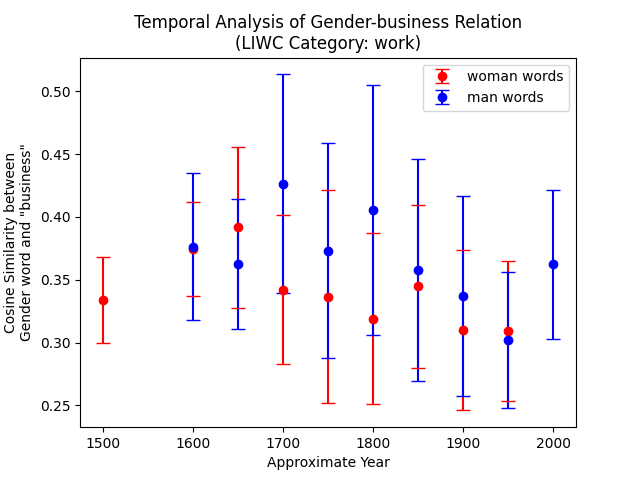 Temporal Analysis of Gender-business Relation
(LIWC Category: work)
woman words
man words
0.50
0.45
0.40
0.35
0.30
0.25
Cosine Similarity between
Gender word and "business"
1500 1600 1700 1800 1900 2000
Approximate Year